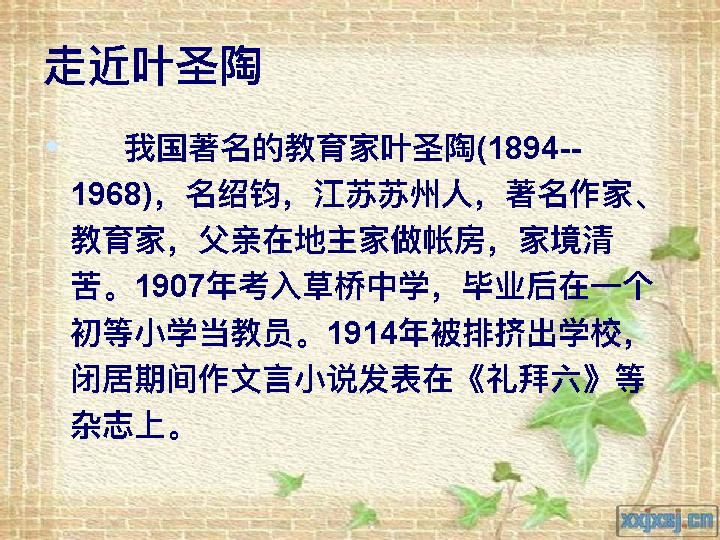 走近叶圣陶
• 我国著名的教育家叶圣陶(1894--
1968)，名绍钧，江苏苏州人，著名作家、
教育家，父亲在地主家做帐房，家境清
苦。1907年考入草桥中学，毕业后在一个
初等小学当教员。1914年被排挤出学校，
闭居期间作文言小说发表在《礼拜六》等
杂志上。
xxjxsj.cn